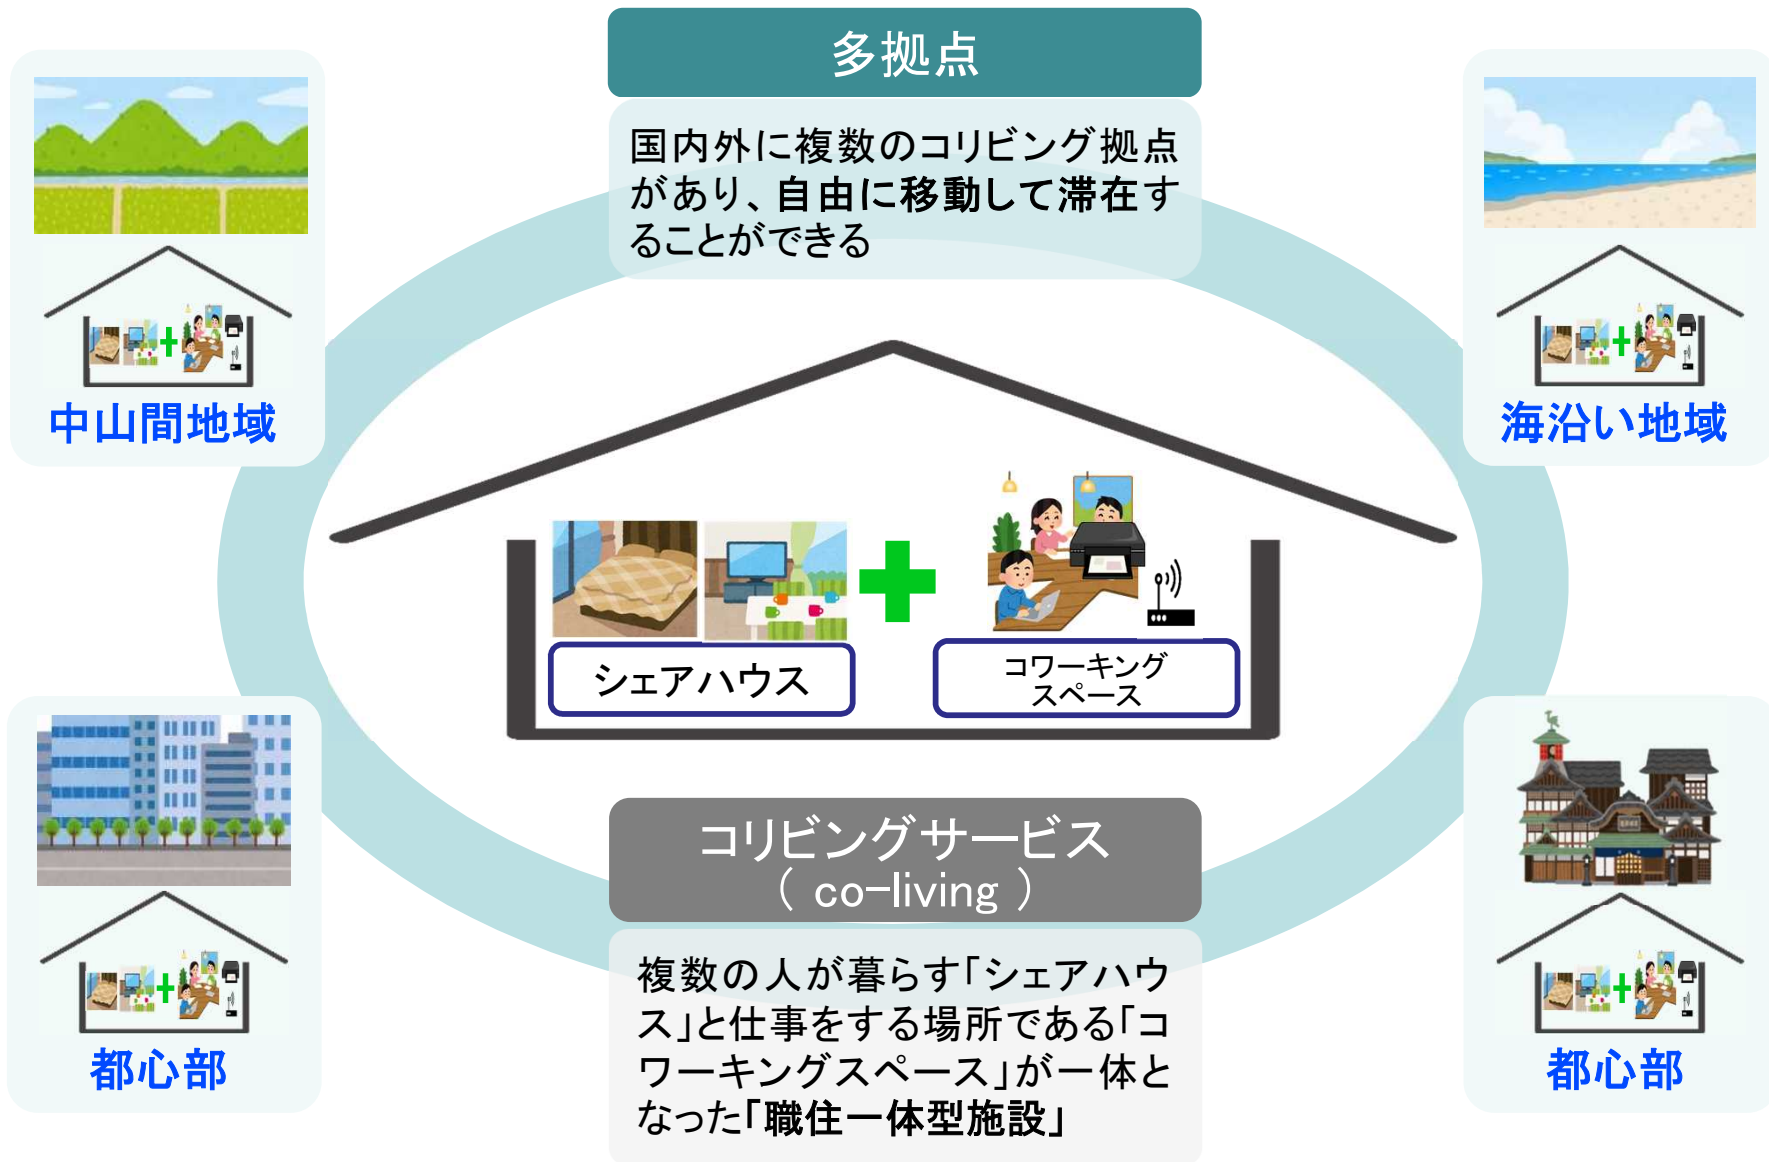 多拠点
国内外に複数のコリビング拠点
があり、自由に移動して滞在す
ることができる
中山間地域
海沿い地域
シェアハウス
コワーキング
スペース
コリビングサービス
（ co-living ）
複数の人が暮らす「シェアハウ
ス」と仕事をする場所である「コ
ワーキングスペース」が一体と
なった「職住一体型施設」
都心部
都心部